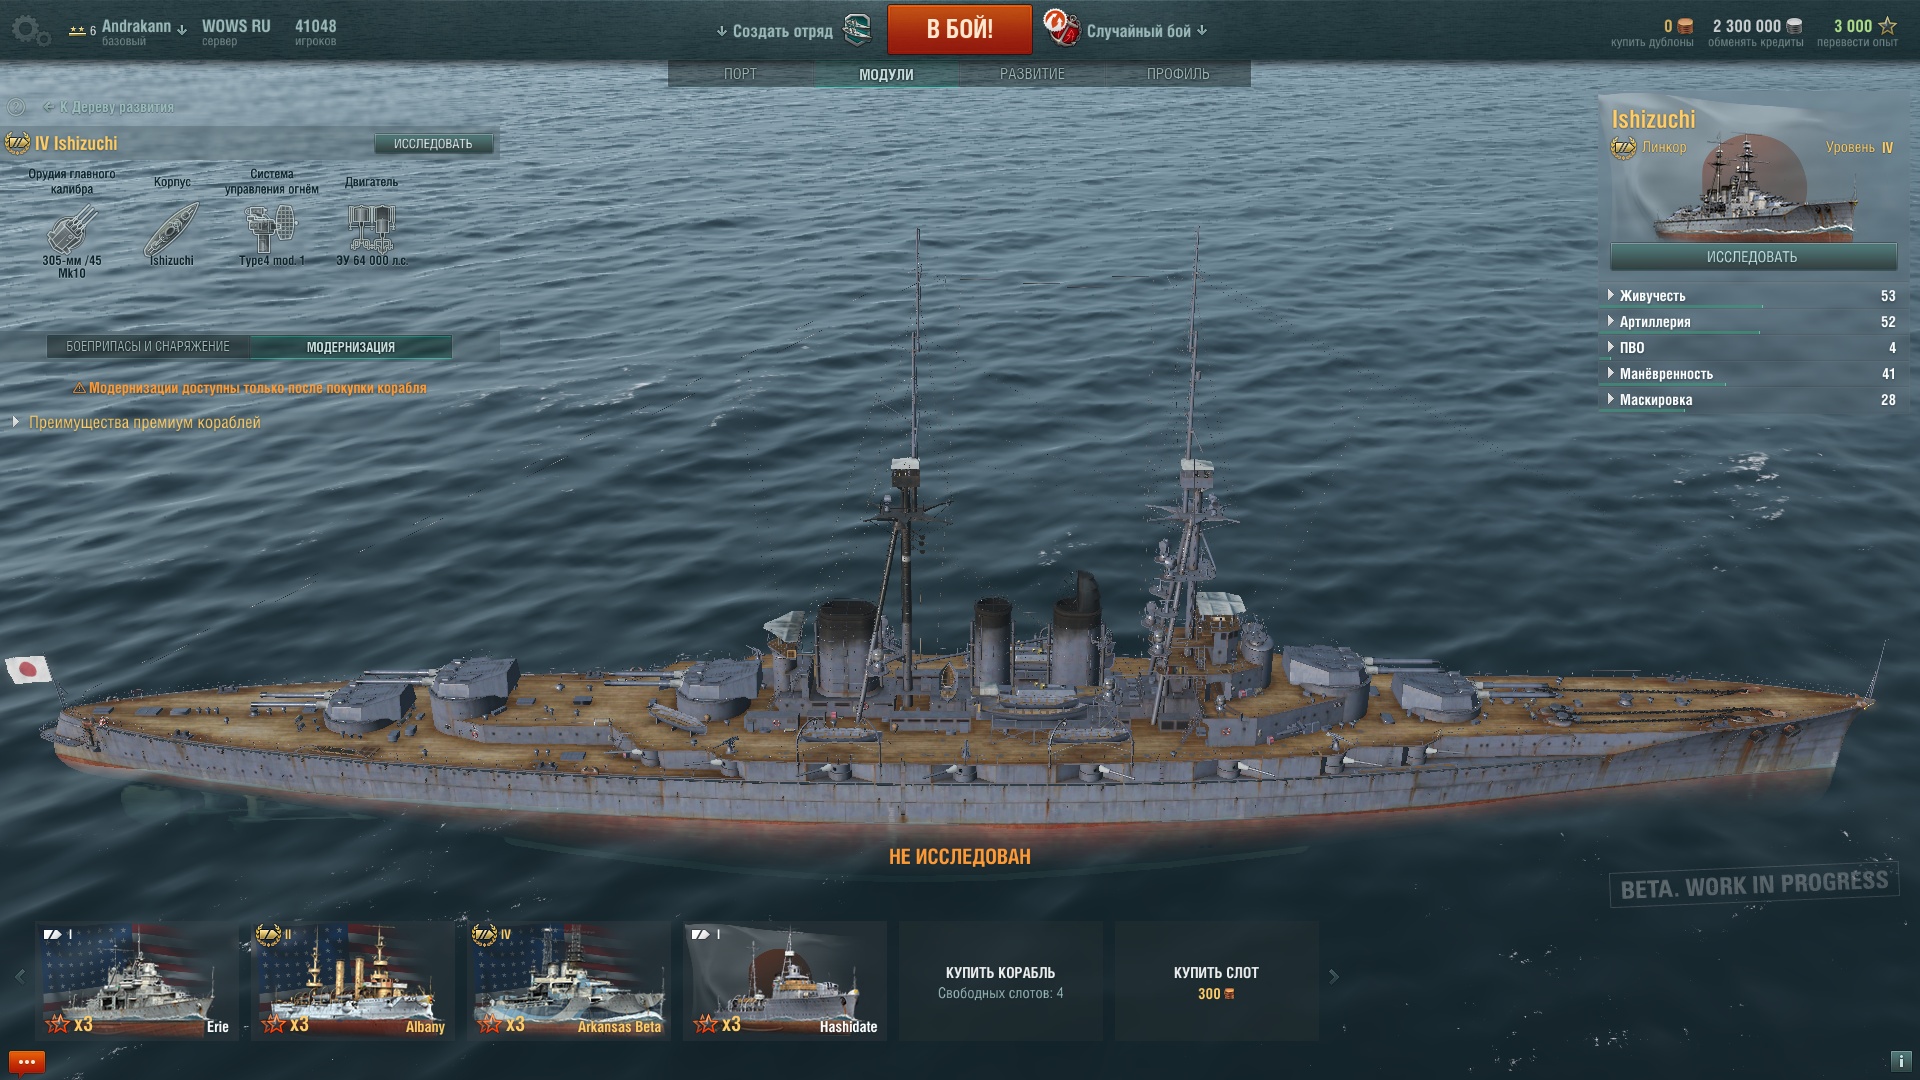 6 Andrakann
базовый
WOWS RU
сервер
41048
игроков
Создать отряд
В БОЙ!
Случайный бой
0
купить дублоны
2 300 000
обменять кредиты
3 000
перевести опыт
ПОРТ
МОДУЛИ
РАЗВИТИЕ
ПРОФИЛЬ
К Дереву развития
IV Ishizuchi
ИССЛЕДОВАТЬ
Орудия главного
калибра
Корпус
Система
управления огнём
Двигатель
305-мм /45
Mk10
Ishizuchi
Type4 mod. 1
ЭУ 64 000 л.с.
БОЕПРИПАСЫ И СНАРЯЖЕНИЕ
МОДЕРНИЗАЦИЯ
Модернизации доступны только после покупки корабля
Преимущества премиум кораблей
Ishizuchi
Линкор
Уровень IV
ИССЛЕДОВАТЬ
Живучесть 53
Артиллерия 52
ПВО 4
Манёвренность 41
Маскировка 28
НЕ ИССЛЕДОВАН
BETA. WORK IN PROGRESS
I
x3
Erie
II
x3
Albany
IV
x3
Arkansas Beta
I
x3
Hashidate
КУПИТЬ КОРАБЛЬ
Свободных слотов: 4
КУПИТЬ СЛОТ
300